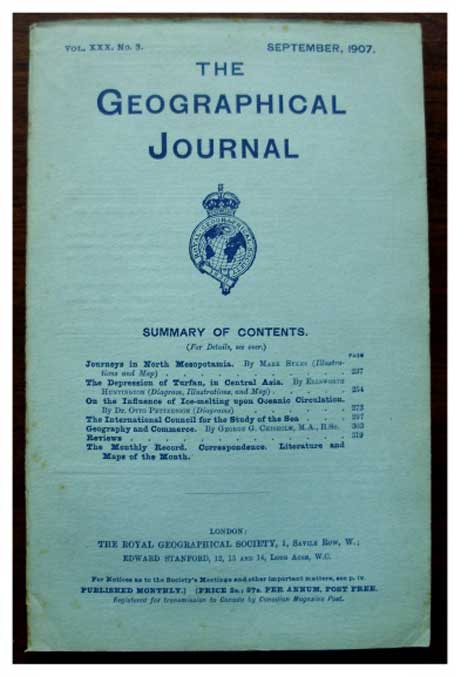 VOL. XXX. No. 3.
SEPTEMBER, 1907.
THE
GEOGRAPHICAL
JOURNAL
ROYAL GEOGRAPHICAL SOCIETY
1830
SUMMARY OF CONTENTS.
(For Details, see over.)
PAGE
Journeys in North Mesopotamia. By MARK SYKES (Illustra-
tions and Map) . . . . . . . . . 237
The Depression of Turfan, in Central Asia. By ELLSWORTH
HUNTINGTON (Diagram, Illustrations, and Map) . . . . 254
On the Influence of Ice-melting upon Oceanic Circulation.
By DR. OTTO PETTERSSON (Diagrams) . . . . . 273
The International Council for the Study of the Sea . . . 297
Geography and Commerce. By GEORGE G. CHISHOLM, M.A., B.Sc. 303
Reviews . . . . . . . . . . . 319
The Monthly Record. Correspondence. Literature and
Maps of the Month.
LONDON:
THE ROYAL GEOGRAPHICAL SOCIETY, 1, SAVILE ROW, W.;
EDWARD STANFORD, 12, 13 AND 14, LONG ACRE, W.C.
For Notices as to the Society's Meetings and other important matters, see p. iv.
PUBLISHED MONTHLY.] [PRICE 2s.; 27s. PER ANNUM, POST FREE.
Registered for transmission to Canada by Canadian Magazine Post.